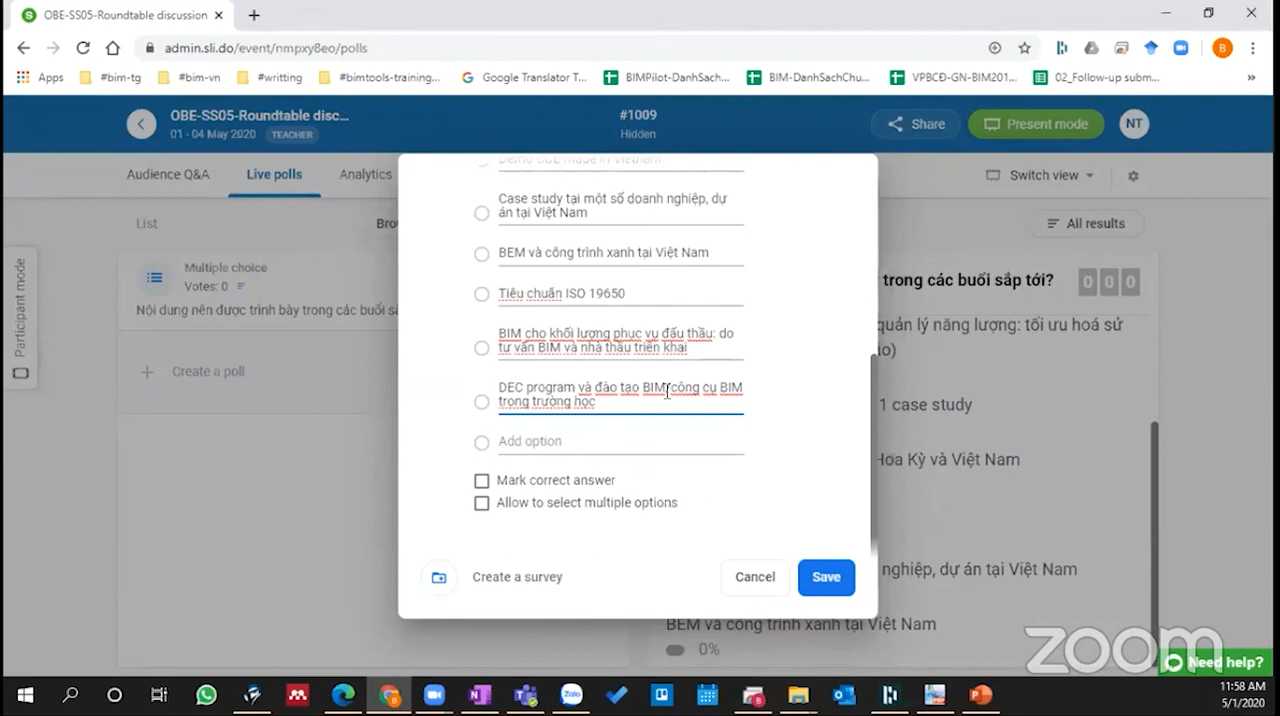 OBE-SS05-Roundtable discussion
admin.sli.do/event/nmpxy8eo/polls
B
Apps #bim-tg #bim-vn #writting #bimtools-training... Google Translator T... BIMPilot-DanhSach... BIM-DanhSachChu... VPBCĐ-GN-BIM201... 02_Follow-up subm... »
OBE-SS05-Roundtable disc...
01 - 04 May 2020 TEACHER
#1009
Hidden
Share
Present mode
NT
Audience Q&A Live polls Analytics
Switch view
List
All results
Participant mode
Multiple choice
Votes: 0
Nội dung nên được trình bày trong các buổi
Create a poll
Demo OBE made in Vietnam
Case study tại một số doanh nghiệp, dự
án tại Việt Nam
BEM và công trình xanh tại Việt Nam
Tiêu chuẩn ISO 19650
BIM cho khối lượng phục vụ đấu thầu: do
tư vấn BIM và nhà thầu triển khai
DEC program và đào tạo BIM/công cụ BIM
trong trường học
Add option
Mark correct answer
Allow to select multiple options
Create a survey
Cancel
Save
trong các buổi sắp tới?
0 0 0
quản lý năng lượng: tối ưu hoá sử
1 case study
Hoa Kỳ và Việt Nam
nghiệp, dự án tại Việt Nam
BEM và công trình xanh tại Việt Nam
0%
zoom
Need help?
Zalo
11:58 AM
5/1/2020